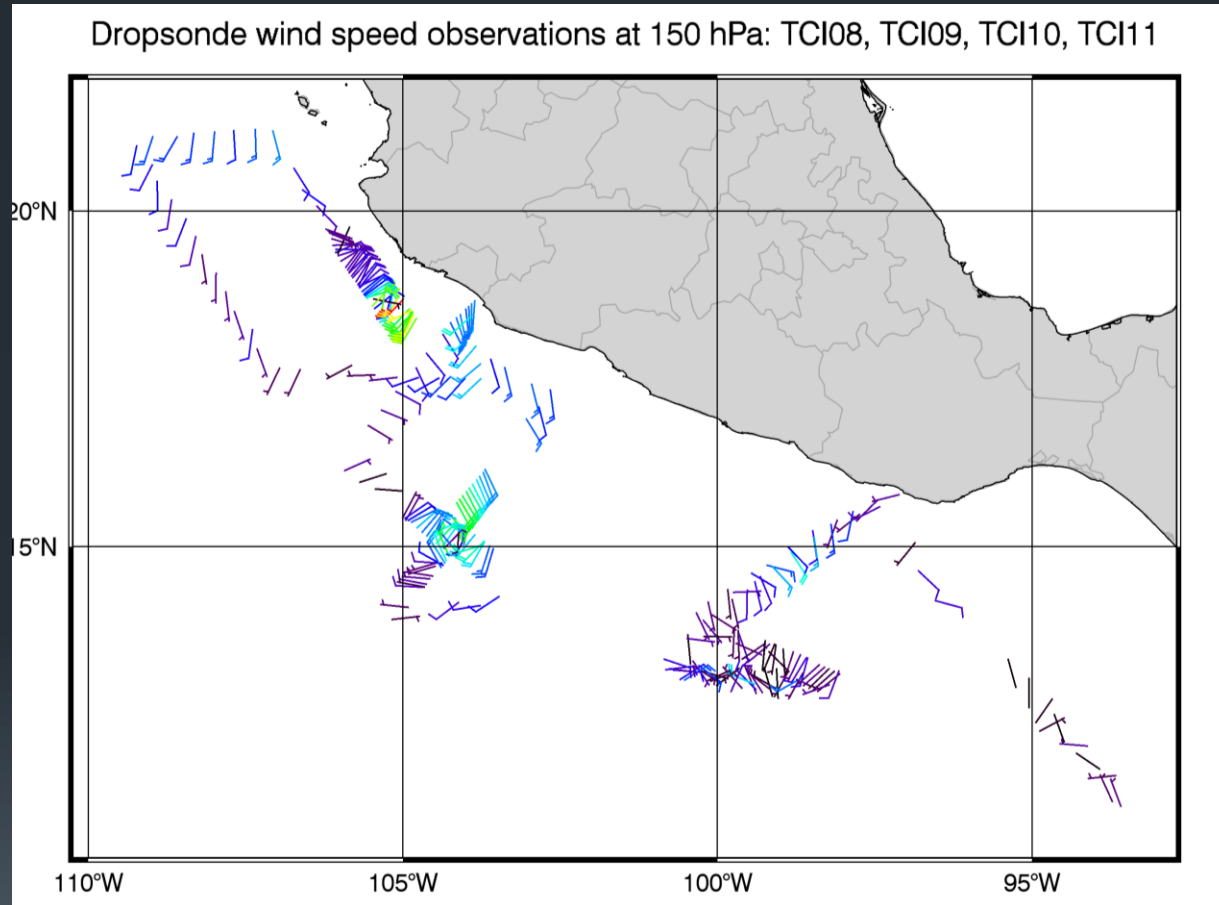 Dropsonde wind speed observations at 150 hPa: TCI08, TCI09, TCI10, TCI11
20°N
15°N
110°W 105°W 100°W 95°W